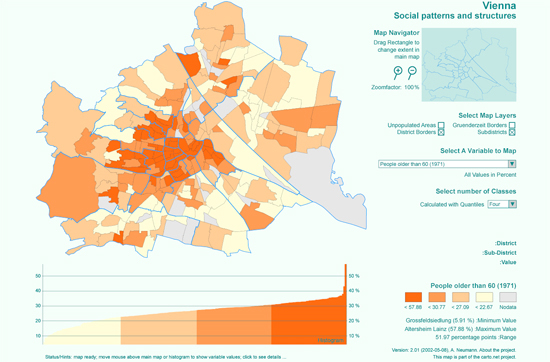 Vienna
Social patterns and structures
Map Navigator
Drag Rectangle to
change extent in
main map
Zoomfactor: 100 %
Select Map Layers
Unpopulated Areas
Gruenderzeit Borders
District Borders
Subdistricts
Select A Variable to Map
People older than 60 (1971)
All Values in Percent
Select number of Classes
Calculated with Quantiles
Four
:District
:Sub-District
:Value
50
50 %
40
40 %
30
30 %
20
20 %
10
10 %
Histogram
People older than 60 (1971)
< 57.88
< 30.77
< 27.09
< 22.67
Nodata
Grossfeldsiedlung (5.91 %) :Minimum Value
Altersheim Lainz (57.88 %) :Maximum Value
51.97 percentage points :Range
Version: 2.01 (2002-05-08), A. Neumann. About the project.
This map is part of the carto.net project.
Status/Hints: map ready, move mouse above main map or histogram to show variable values, click to see details ...